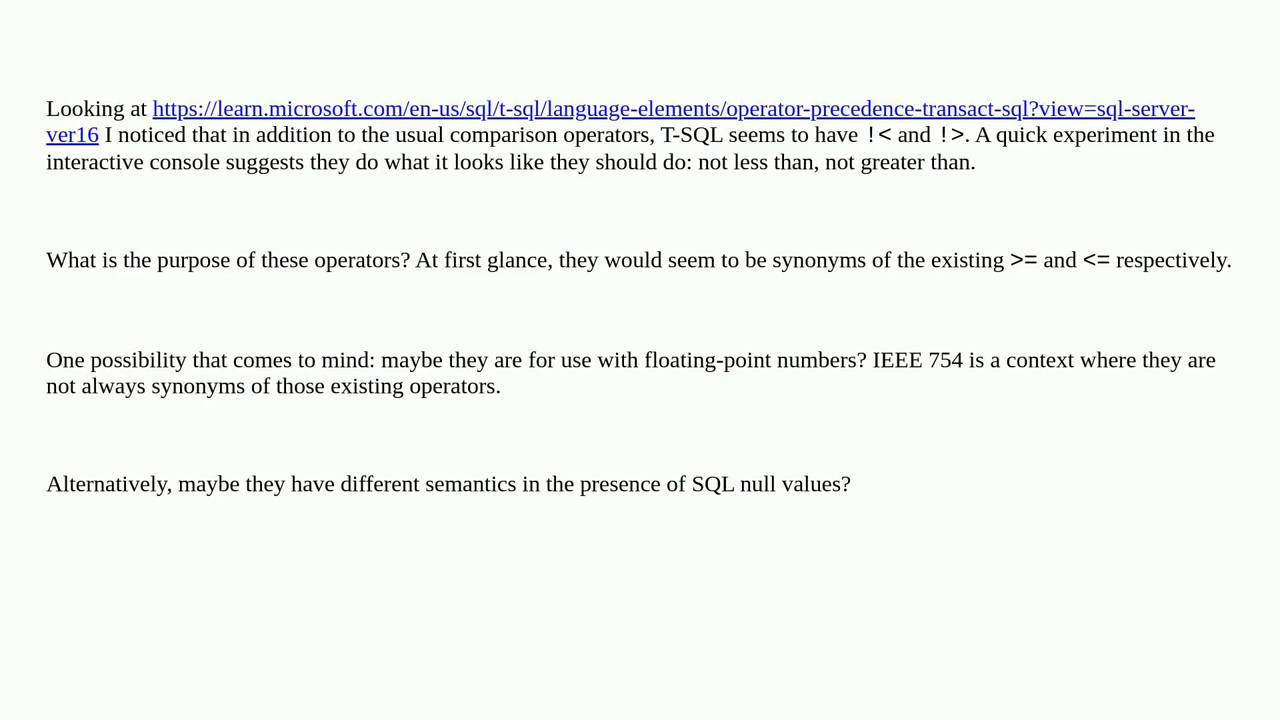 Looking at https://learn.microsoft.com/en-us/sql/t-sql/language-elements/operator-precedence-transact-sql?view=sql-server-
ver16 I noticed that in addition to the usual comparison operators, T-SQL seems to have !< and !>. A quick experiment in the
interactive console suggests they do what it looks like they should do: not less than, not greater than.
What is the purpose of these operators? At first glance, they would seem to be synonyms of the existing >= and <= respectively.
One possibility that comes to mind: maybe they are for use with floating-point numbers? IEEE 754 is a context where they are
not always synonyms of those existing operators.
Alternatively, maybe they have different semantics in the presence of SQL null values?